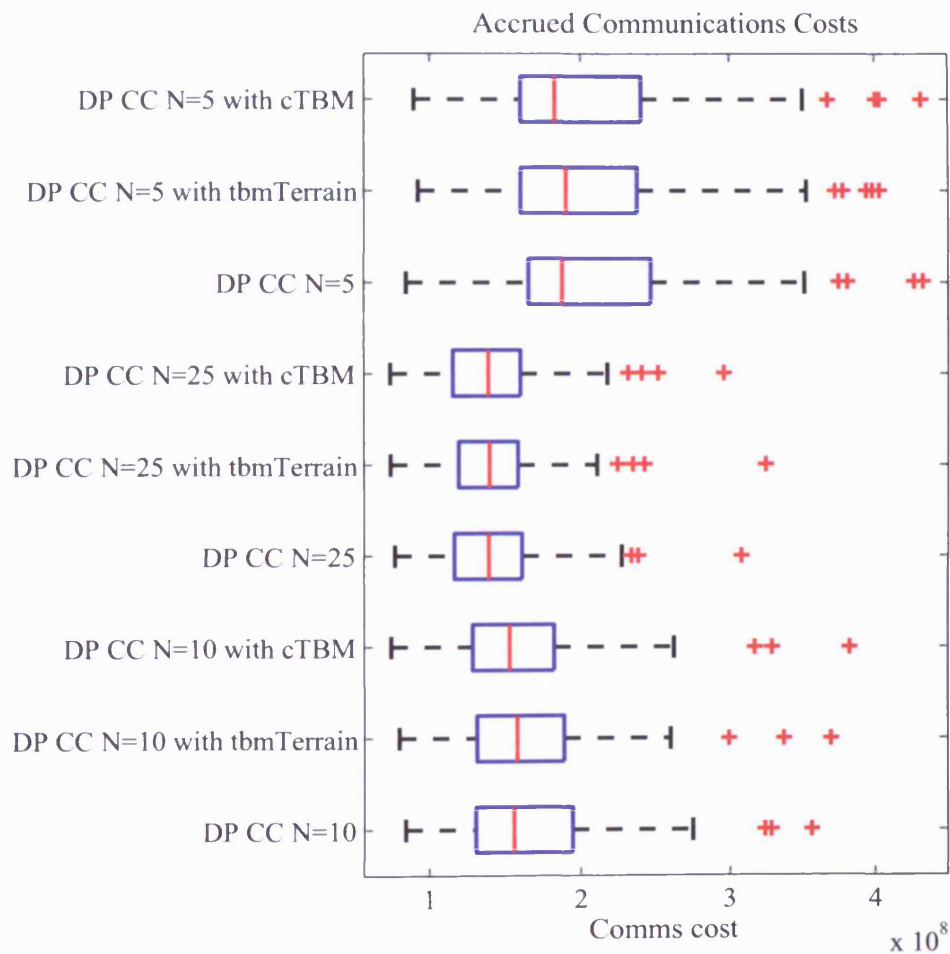 Accrued Communications Costs
DP CC N=5 with cTBM
DP CC N=5 with tbmTerrain
DP CC N=5
DP CC N=25 with cTBM
DP CC N=25 with tbmTerrain
DP CC N=25
DP CC N=10 with cTBM
DP CC N=10 with tbmTerrain
DP CC N=10
1 2 3 4
Comms cost
x 10⁸